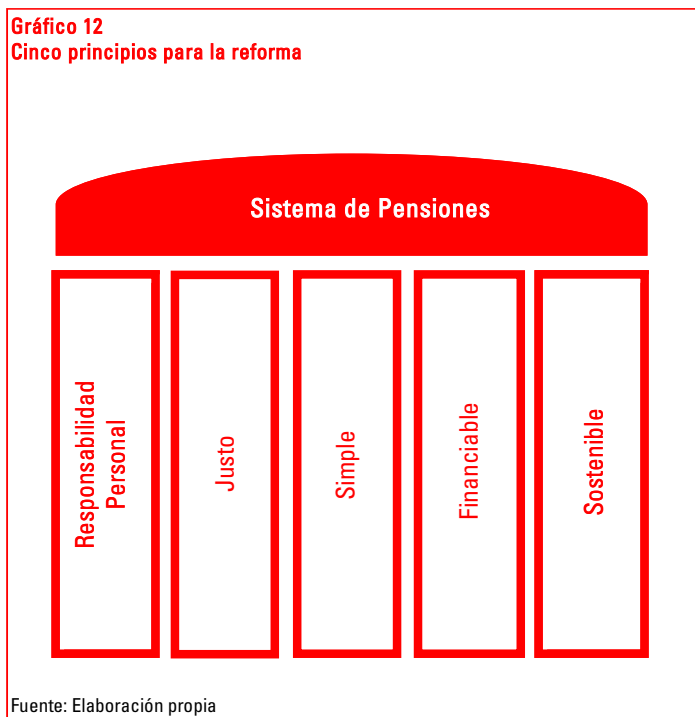 Gráfico 12
Cinco principios para la reforma
Sistema de Pensiones
Responsabilidad
Personal
Justo
Simple
Financiable
Sostenible
Fuente: Elaboración propia